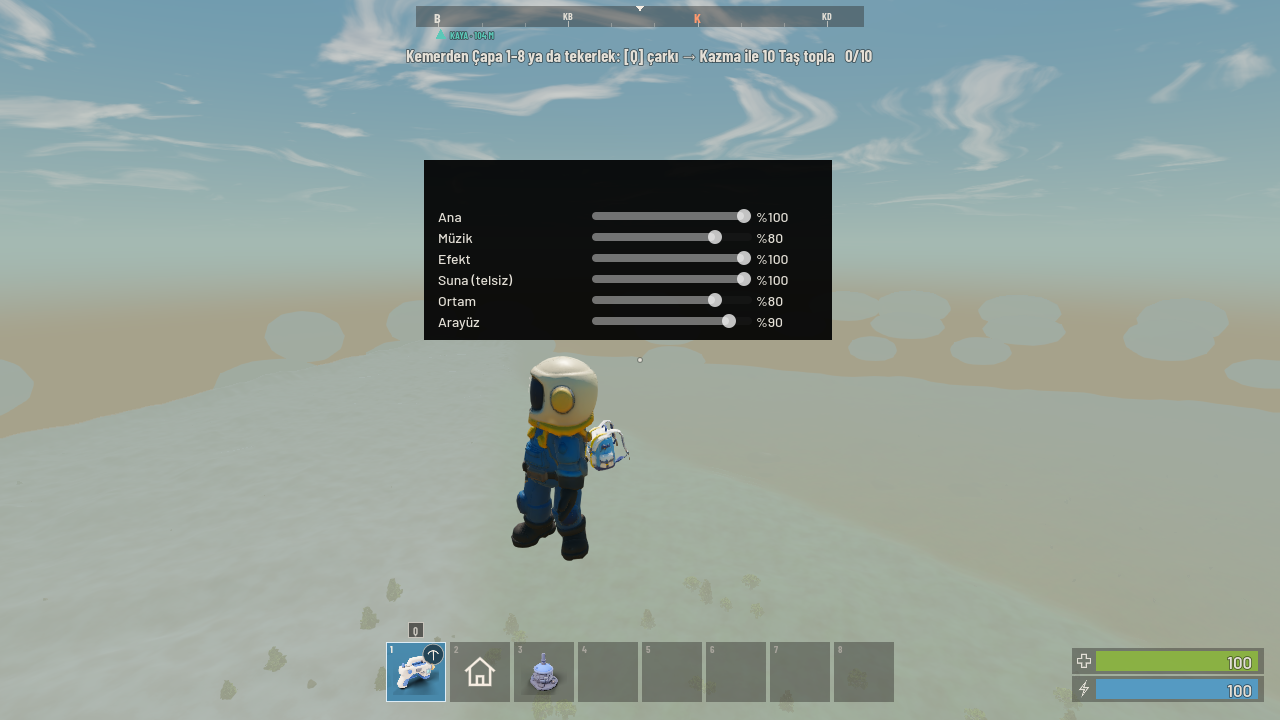 B KB K KD
KAYA · 104 M
Kemerden Çapa 1-8 ya da tekerlek: [Q] çarkı → Kazma ile 10 Taş topla 0/10
Ana %100
Müzik %80
Efekt %100
Suna (telsiz) %100
Ortam %80
Arayüz %90
Q
1 2 3 4 5 6 7 8
100
100